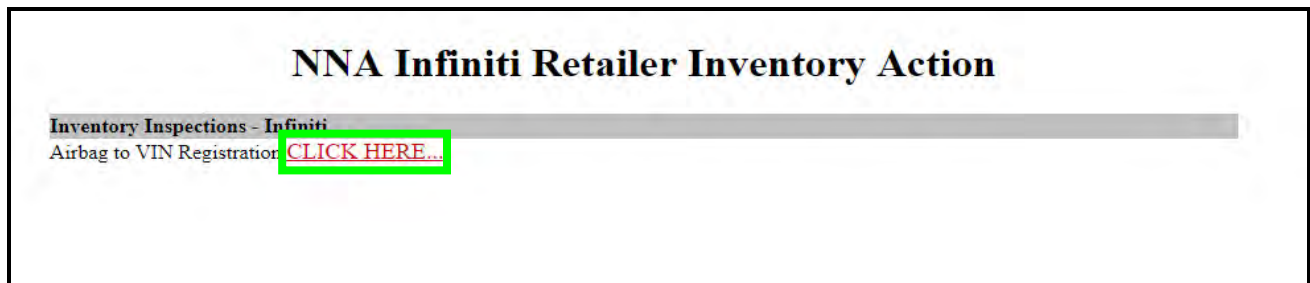 NNA Infiniti Retailer Inventory Action
Inventory Inspections - Infiniti
Airbag to VIN Registration CLICK HERE...